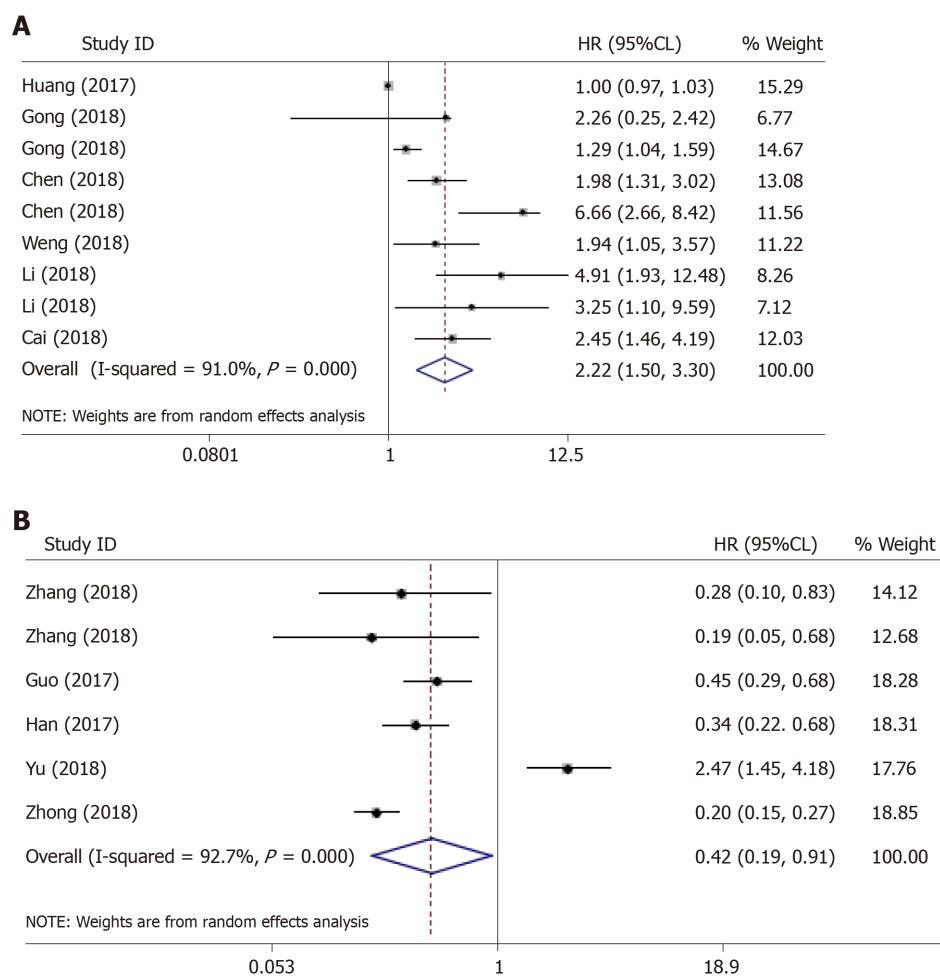 A
Study ID HR (95%CL) % Weight
Huang (2017) 1.00 (0.97, 1.03) 15.29
Gong (2018) 2.26 (0.25, 2.42) 6.77
Gong (2018) 1.29 (1.04, 1.59) 14.67
Chen (2018) 1.98 (1.31, 3.02) 13.08
Chen (2018) 6.66 (2.66, 8.42) 11.56
Weng (2018) 1.94 (1.05, 3.57) 11.22
Li (2018) 4.91 (1.93, 12.48) 8.26
Li (2018) 3.25 (1.10, 9.59) 7.12
Cai (2018) 2.45 (1.46, 4.19) 12.03
Overall (I-squared = 91.0%, P = 0.000) 2.22 (1.50, 3.30) 100.00
NOTE: Weights are from random effects analysis
0.0801 1 12.5
B
Study ID HR (95%CL) % Weight
Zhang (2018) 0.28 (0.10, 0.83) 14.12
Zhang (2018) 0.19 (0.05, 0.68) 12.68
Guo (2017) 0.45 (0.29, 0.68) 18.28
Han (2017) 0.34 (0.22. 0.68) 18.31
Yu (2018) 2.47 (1.45, 4.18) 17.76
Zhong (2018) 0.20 (0.15, 0.27) 18.85
Overall (I-squared = 92.7%, P = 0.000) 0.42 (0.19, 0.91) 100.00
NOTE: Weights are from random effects analysis
0.053 1 18.9